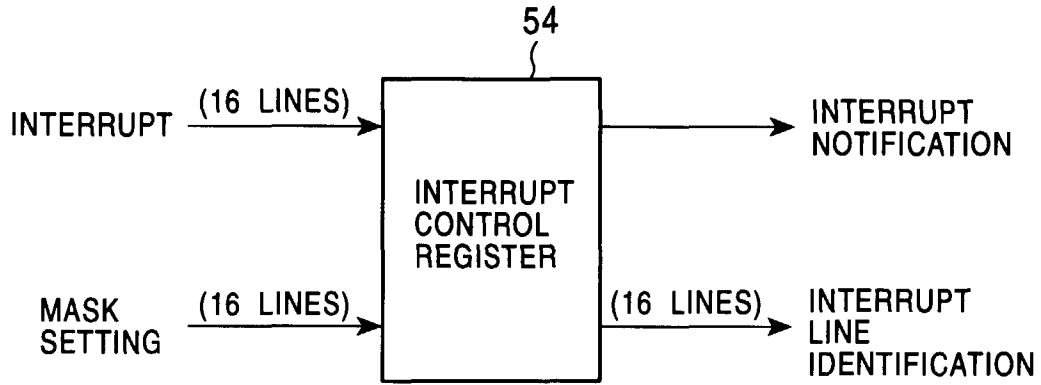 54
INTERRUPT
(16 LINES)
INTERRUPT
CONTROL
REGISTER
INTERRUPT
NOTIFICATION
MASK
SETTING
(16 LINES)
(16 LINES)
INTERRUPT
LINE
IDENTIFICATION